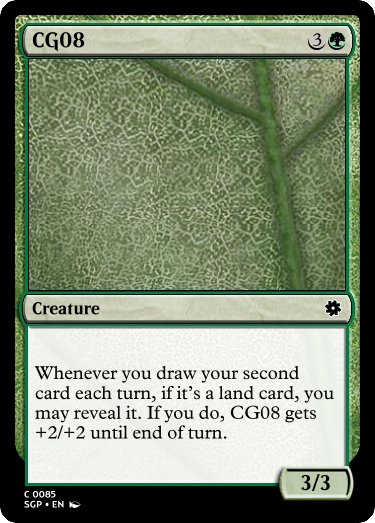 CG08 3
Creature
Whenever you draw your second
card each turn, if it's a land card, you
may reveal it. If you do, CG08 gets
+2/+2 until end of turn.
3/3
C 0085
SGP • EN